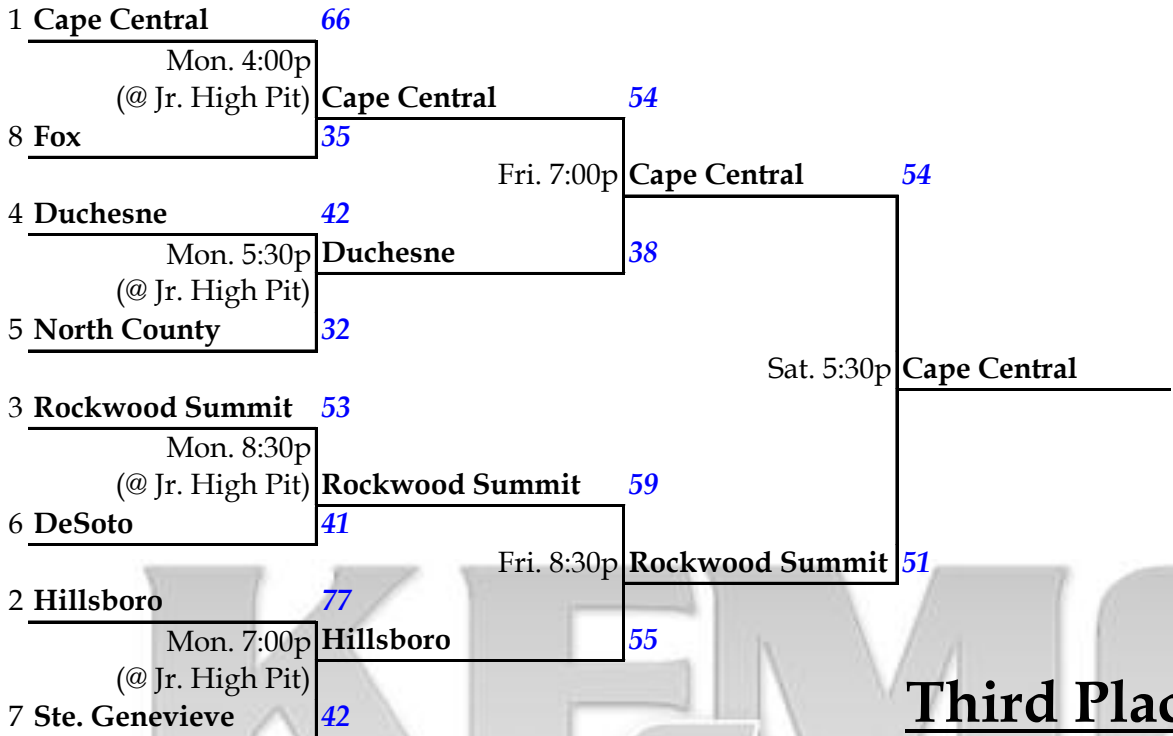 1 Cape Central 66
Mon. 4:00p
(@ Jr. High Pit) Cape Central 54
8 Fox 35
Fri. 7:00p Cape Central 54
4 Duchesne 42
Mon. 5:30p Duchesne 38
(@ Jr. High Pit)
5 North County 32
Sat. 5:30p Cape Central
3 Rockwood Summit 53
Mon. 8:30p
(@ Jr. High Pit) Rockwood Summit 59
6 DeSoto 41
Fri. 8:30p Rockwood Summit 51
2 Hillsboro 77
Mon. 7:00p Hillsboro 55
(@ Jr. High Pit)
7 Ste. Genevieve 42
Third Plac